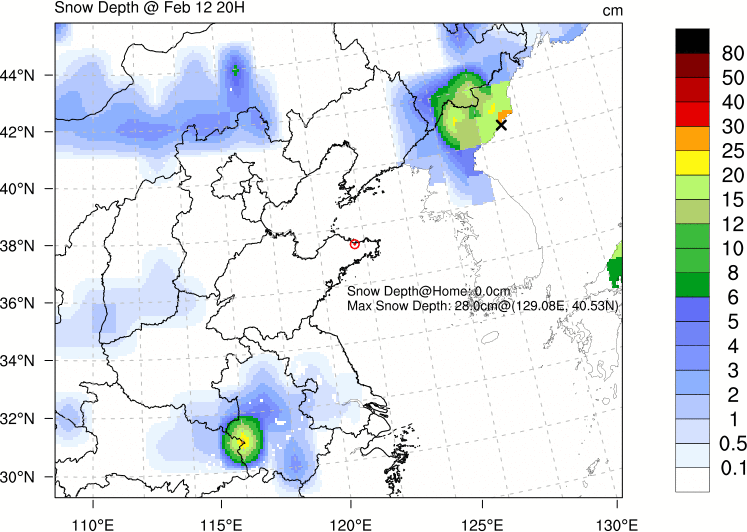 Snow Depth @ Feb 12 20H
cm
44°N
42°N
40°N
38°N
36°N
34°N
32°N
30°N
110°E
115°E
120°E
125°E
130°E
Snow Depth@Home: 0.0cm
Max Snow Depth: 28.0cm@(129.08E, 40.53N)
80
50
40
30
25
20
15
12
10
8
6
5
4
3
2
1
0.5
0.1